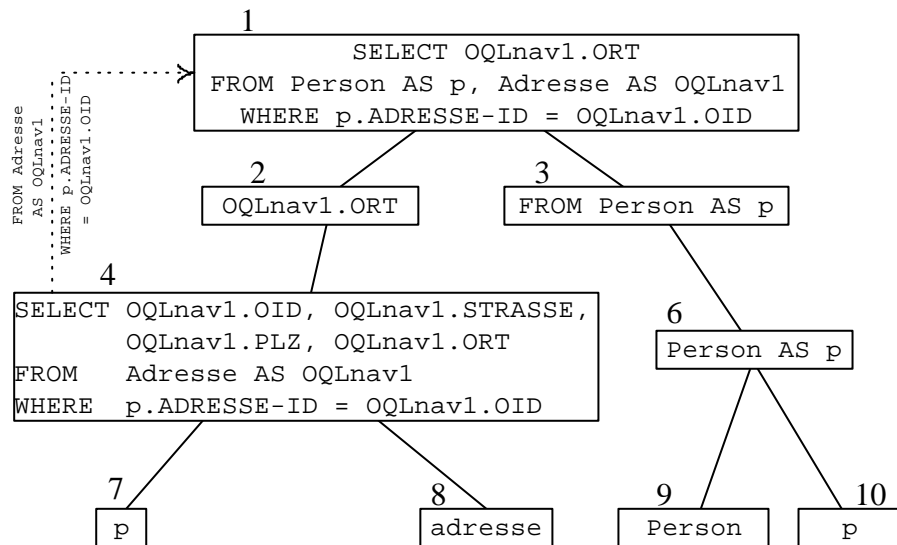 1
SELECT OQLnav1.ORT
FROM Person AS p, Adresse AS OQLnav1
WHERE p.ADRESSE-ID = OQLnav1.OID
FROM Adresse
AS OQLnav1
WHERE p.ADRESSE-ID
= OQLnav1.OID
2
OQLnav1.ORT
3
FROM Person AS p
4
SELECT OQLnav1.OID, OQLnav1.STRASSE,
OQLnav1.PLZ, OQLnav1.ORT
FROM Adresse AS OQLnav1
WHERE p.ADRESSE-ID = OQLnav1.OID
6
Person AS p
7
p
8
adresse
9
Person
10
p